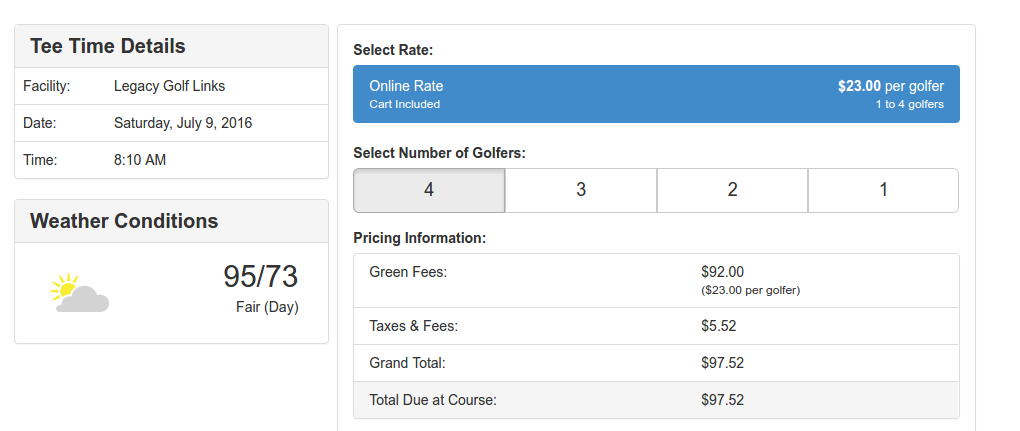 Tee Time Details
Facility: Legacy Golf Links
Date: Saturday, July 9, 2016
Time: 8:10 AM
Weather Conditions
95/73
Fair (Day)
Select Rate:
Online Rate $23.00 per golfer
Cart Included 1 to 4 golfers
Select Number of Golfers:
4 3 2 1
Pricing Information:
Green Fees: $92.00
($23.00 per golfer)
Taxes & Fees: $5.52
Grand Total: $97.52
Total Due at Course: $97.52